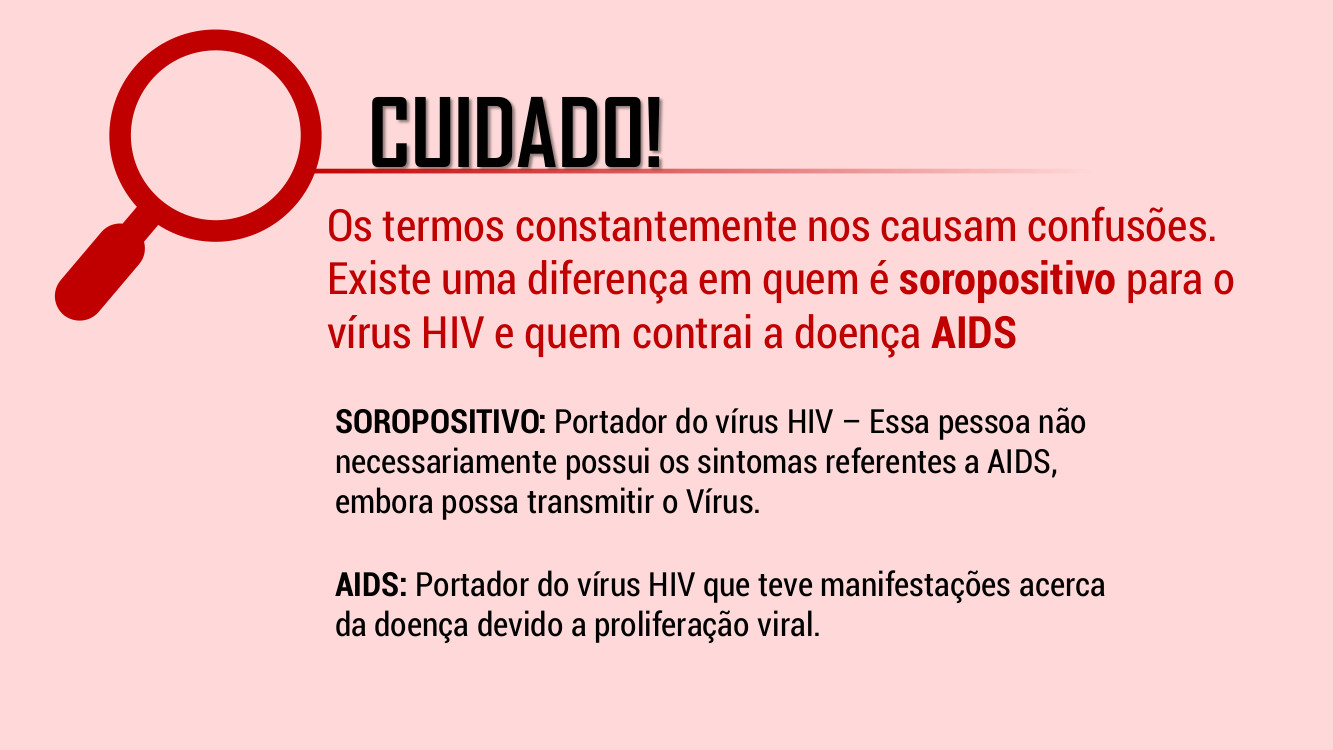 CUIDADO!
Os termos constantemente nos causam confusões.
Existe uma diferença em quem é soropositivo para o
vírus HIV e quem contrai a doença AIDS
SOROPOSITIVO: Portador do vírus HIV – Essa pessoa não
necessariamente possui os sintomas referentes a AIDS,
embora possa transmitir o Vírus.
AIDS: Portador do vírus HIV que teve manifestações acerca
da doença devido a proliferação viral.